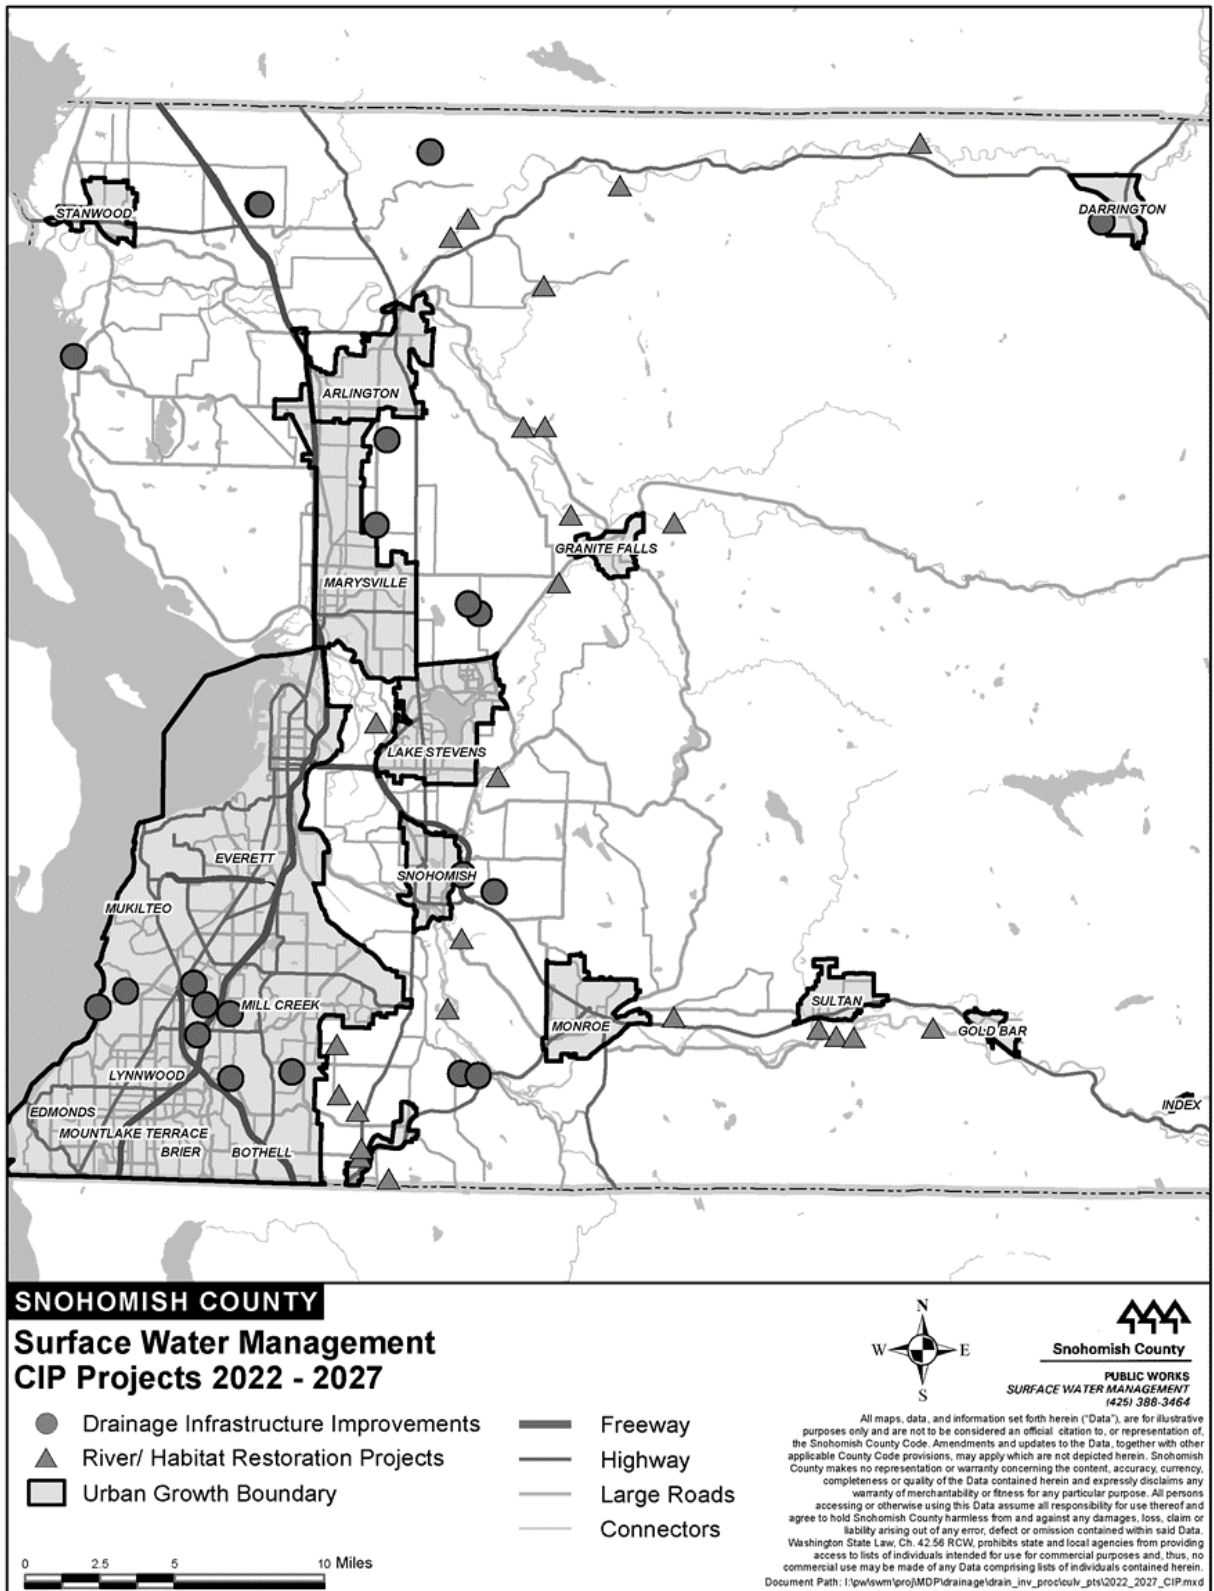 STANWOOD
DARRINGTON
ARLINGTON
GRANITE FALLS
MARYSVILLE
LAKE STEVENS
EVERETT
SNOHOMISH
MUKILTEO
MILL CREEK
SULTAN
MONROE
GOLD BAR
LYNNWOOD
INDEX
EDMONDS
MOUNTLAKE TERRACE
BRIER
BOTHELL
SNOHOMISH COUNTY
Surface Water Management
CIP Projects 2022 - 2027
Drainage Infrastructure Improvements
River/ Habitat Restoration Projects
Urban Growth Boundary
Freeway
Highway
Large Roads
Connectors
0 2.5 5 10 Miles
N
W E
S
Snohomish County
PUBLIC WORKS
SURFACE WATER MANAGEMENT
(425) 388-3464
All maps, data, and information set forth herein ("Data"), are for illustrative
purposes only and are not to be considered an official citation to, or representation of,
the Snohomish County Code. Amendments and updates to the Data, together with other
applicable County Code provisions, may apply which are not depicted herein. Snohomish
County makes no representation or warranty concerning the content, accuracy, currency,
completeness or quality of the Data contained herein and expressly disclaims any
warranty of merchantability or fitness for any particular purpose. All persons
accessing or otherwise using this Data assume all responsibility for use thereof and
agree to hold Snohomish County harmless from and against any damages, loss, claim or
liability arising out of any error, defect or omission contained within said Data.
Washington State Law, Ch. 42.56 RCW, prohibits state and local agencies from providing
access to lists of individuals intended for use for commercial purposes and, thus, no
commercial use may be made of any Data comprising lists of individuals contained herein.
Document Path: I:\pw\swm\proj\MDP\drainage\drain_inv_proc\culv_pts\2022_2027_CIP.mxd